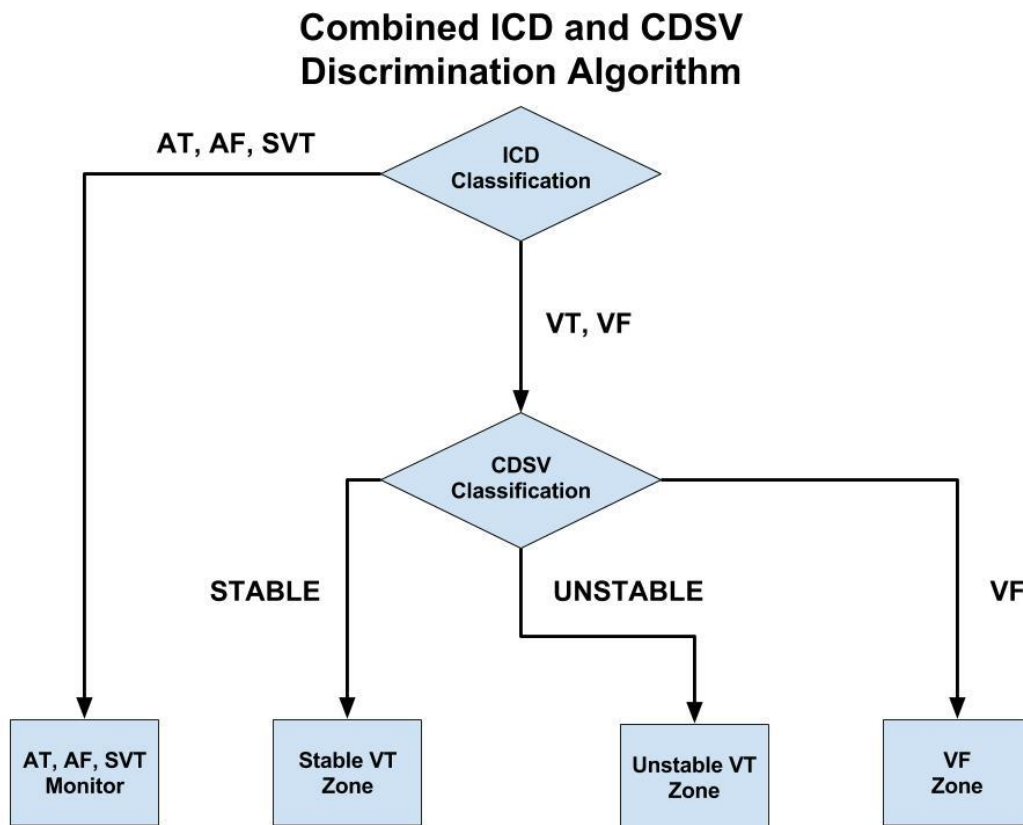 Combined ICD and CDSV
Discrimination Algorithm
AT, AF, SVT
ICD
Classification
VT, VF
CDSV
Classification
STABLE
UNSTABLE
VF
AT, AF, SVT
Monitor
Stable VT
Zone
Unstable VT
Zone
VF
Zone